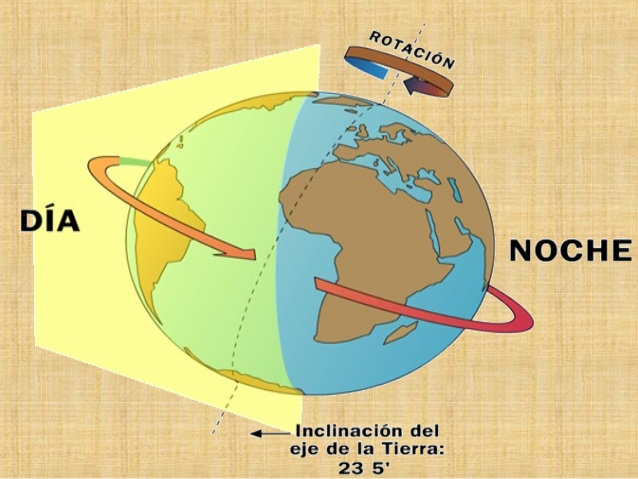 ROTACIÓN
DÍA
NOCHE
Inclinación del
eje de la Tierra:
23 5'